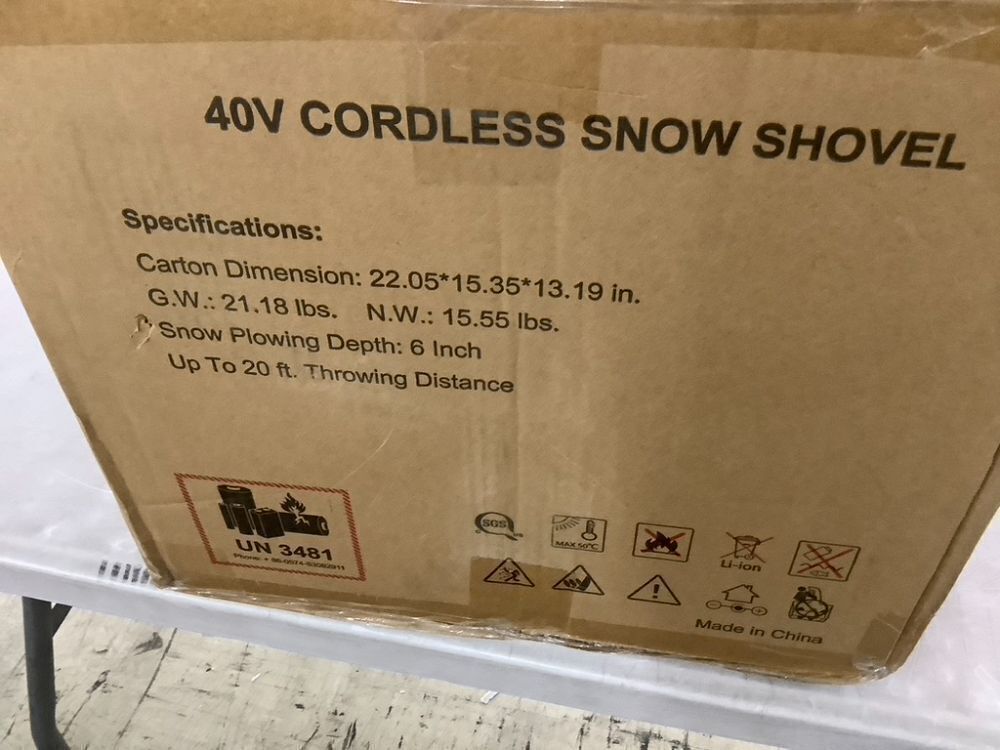 40V CORDLESS SNOW SHOVEL
Specifications:
Carton Dimension: 22.05*15.35*13.19 in.
G.W.: 21.18 lbs. N.W.: 15.55 lbs.
Snow Plowing Depth: 6 Inch
Up To 20 ft. Throwing Distance
UN 3481
SGS
MAX 50°C
Li-ion
Made in China